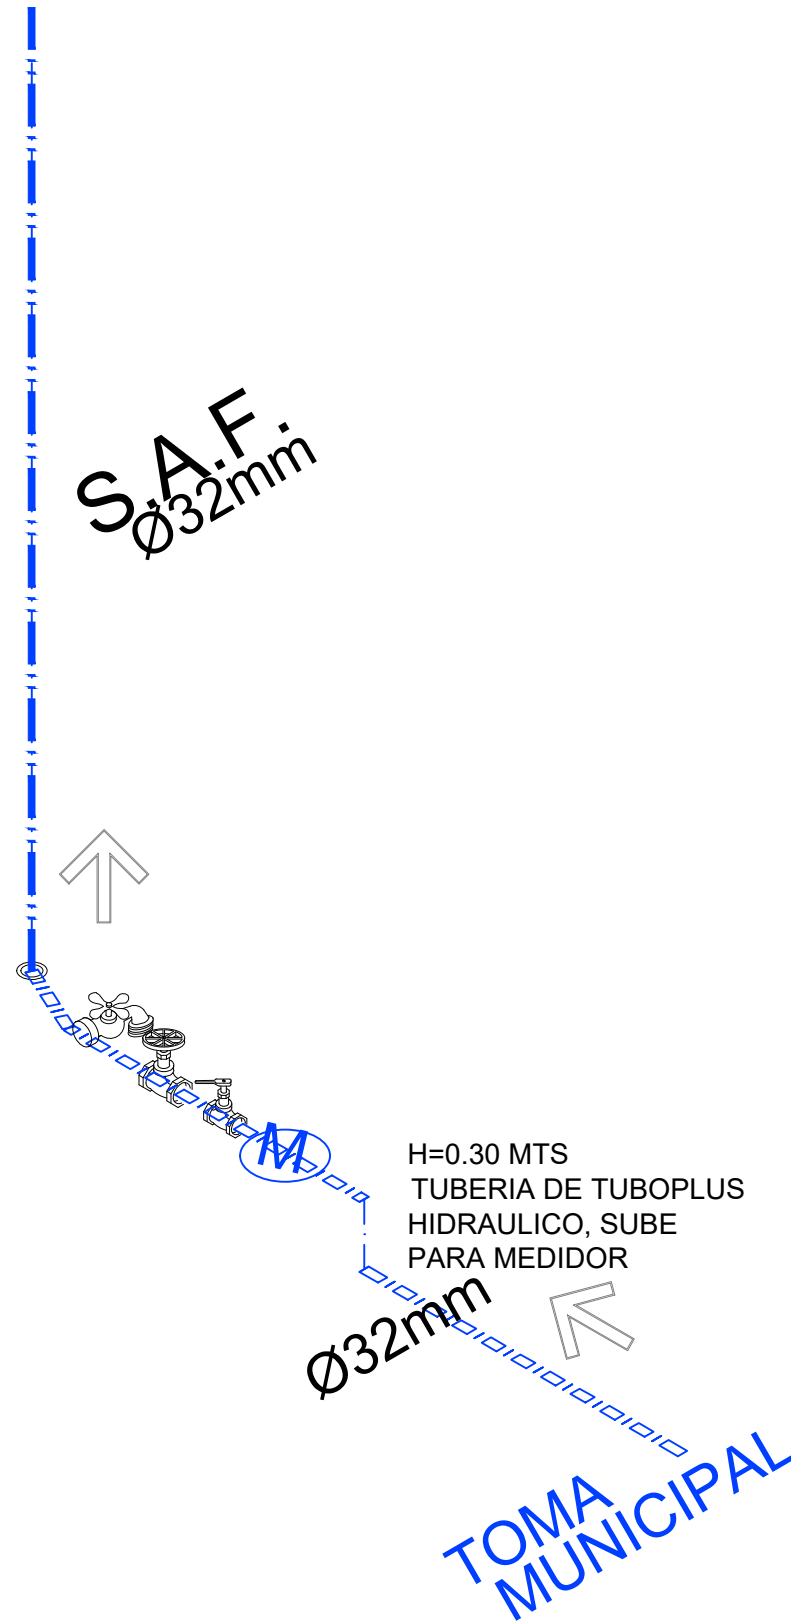 S.A.F.
Ø32mm
M
H=0.30 MTS
TUBERIA DE TUBOPLUS
HIDRAULICO, SUBE
PARA MEDIDOR
Ø32mm
TOMA
MUNICIPAL